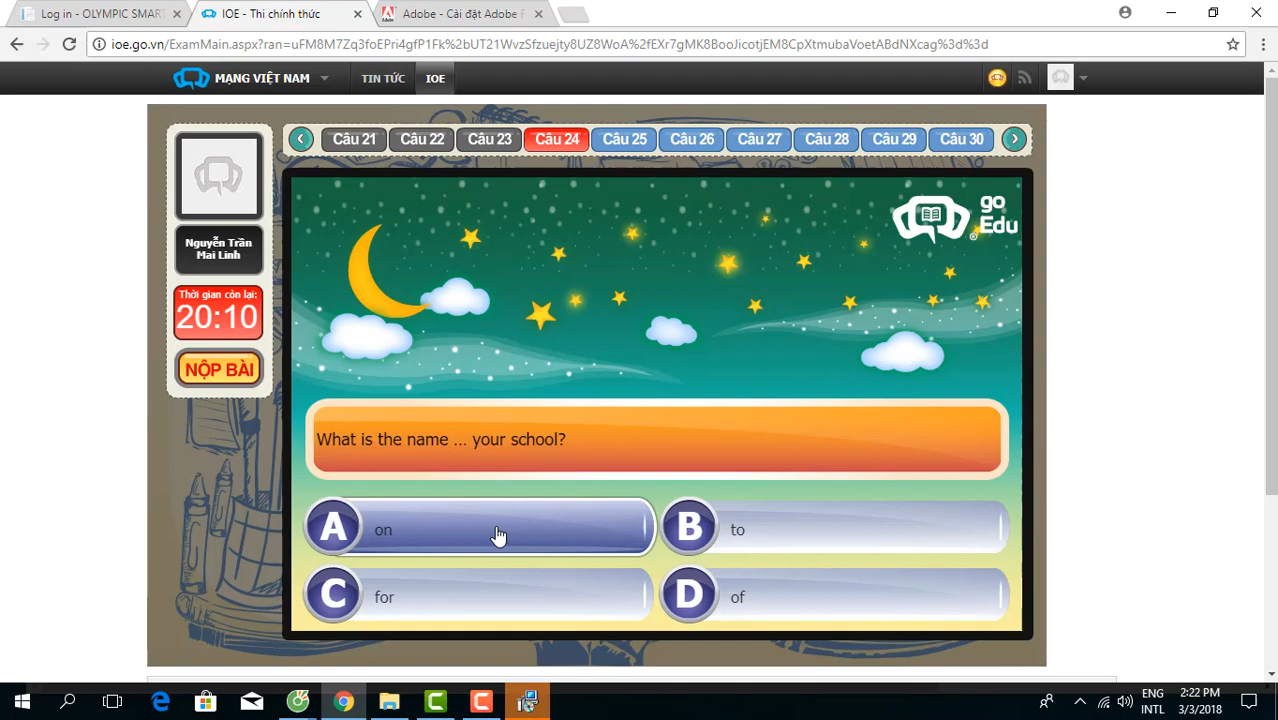 Log in - OLYMPIC SMAR
IOE - Thi chính thức
Adobe - Cài đặt Adobe F
ioe.go.vn/ExamMain.aspx?ran=uFM8M7Zq3foEPri4gfP1Fk%2bUT21WvzSfzuejty8UZ8WoA%2fEXr7gMK8BooJicotjEM8CpXtmubaVoetABdNXcag%3d%3d
MẠNG VIỆT NAM
TIN TỨC
IOE
Câu 21
Câu 22
Câu 23
Câu 24
Câu 25
Câu 26
Câu 27
Câu 28
Câu 29
Câu 30
Nguyễn Trần
Mai Linh
Thời gian còn lại:
20:10
NỘP BÀI
go
Edu
What is the name ... your school?
A on
B to
C for
D of
ENG
INTL
2:22 PM
3/3/2018